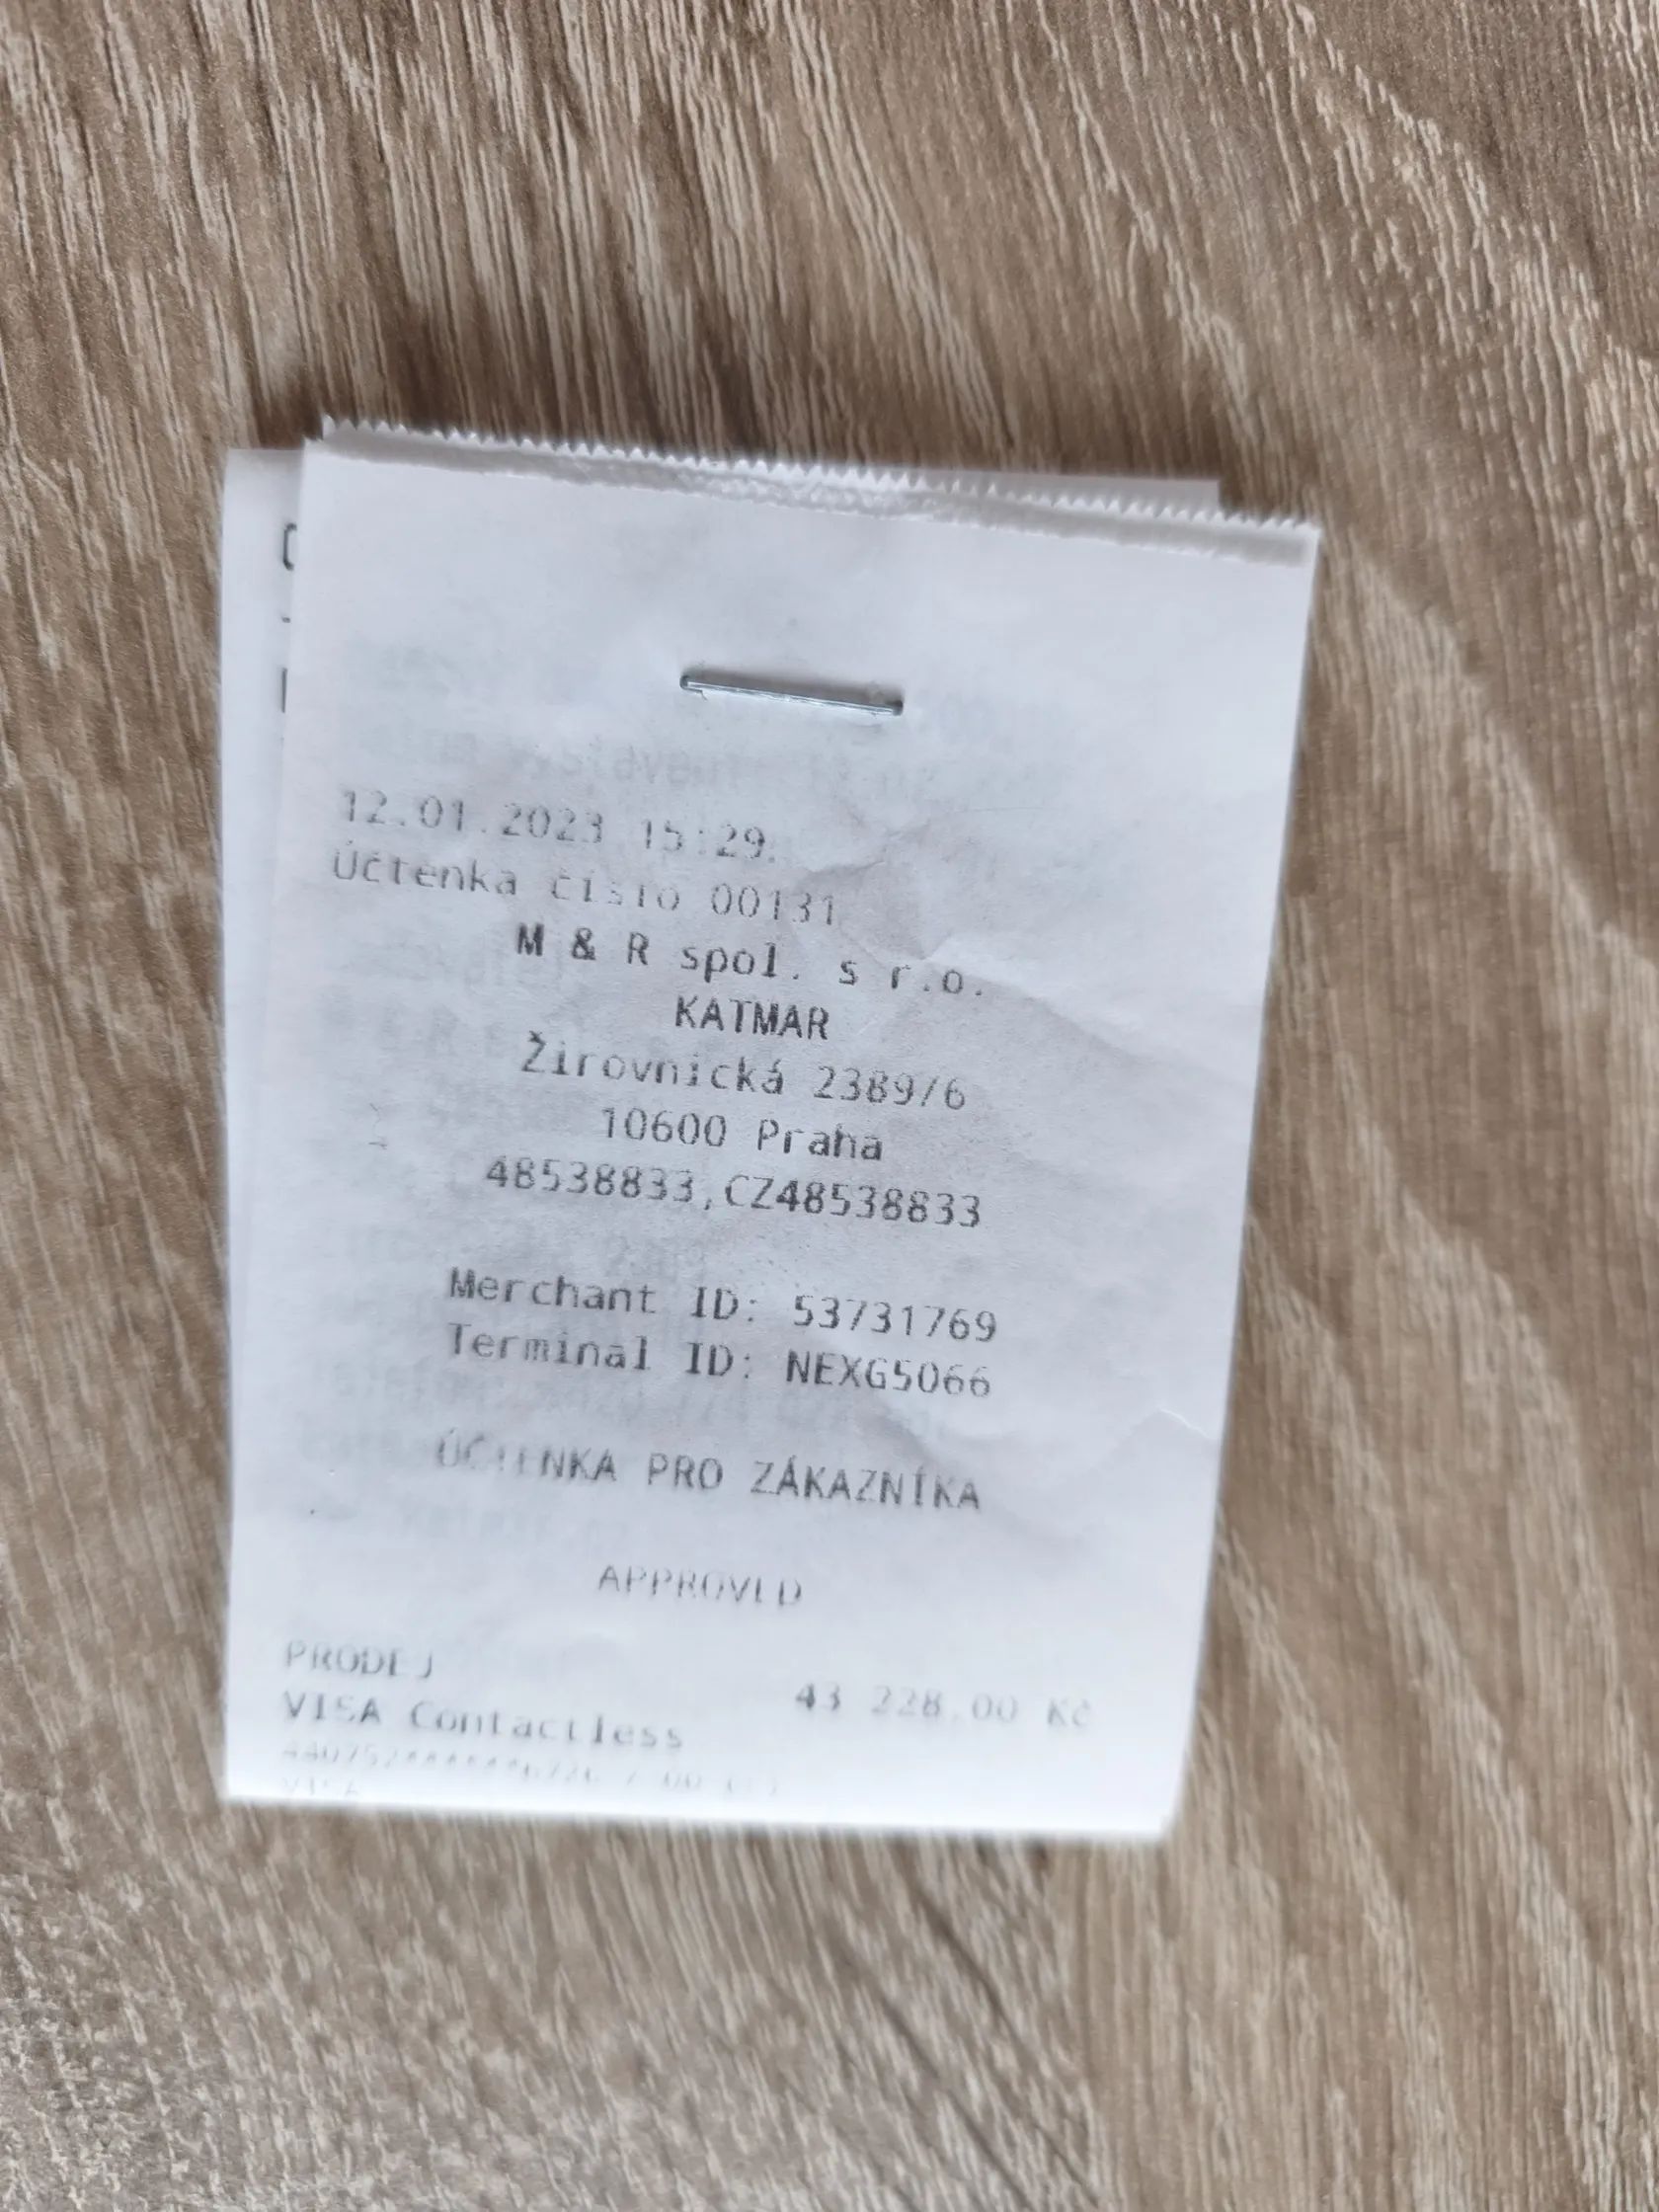 12.01.2023 15:29
Účtenka číslo 00131
M & R spol. s r.o.
KATMAR
Žirovnická 2389/6
10600 Praha
48538833,CZ48538833
Merchant ID: 53731769
Terminal ID: NEXG5066
ÚČTENKA PRO ZÁKAZNÍKA
APPROVED
PRODEJ
43 228,00 Kč
VISA Contactless
VISA